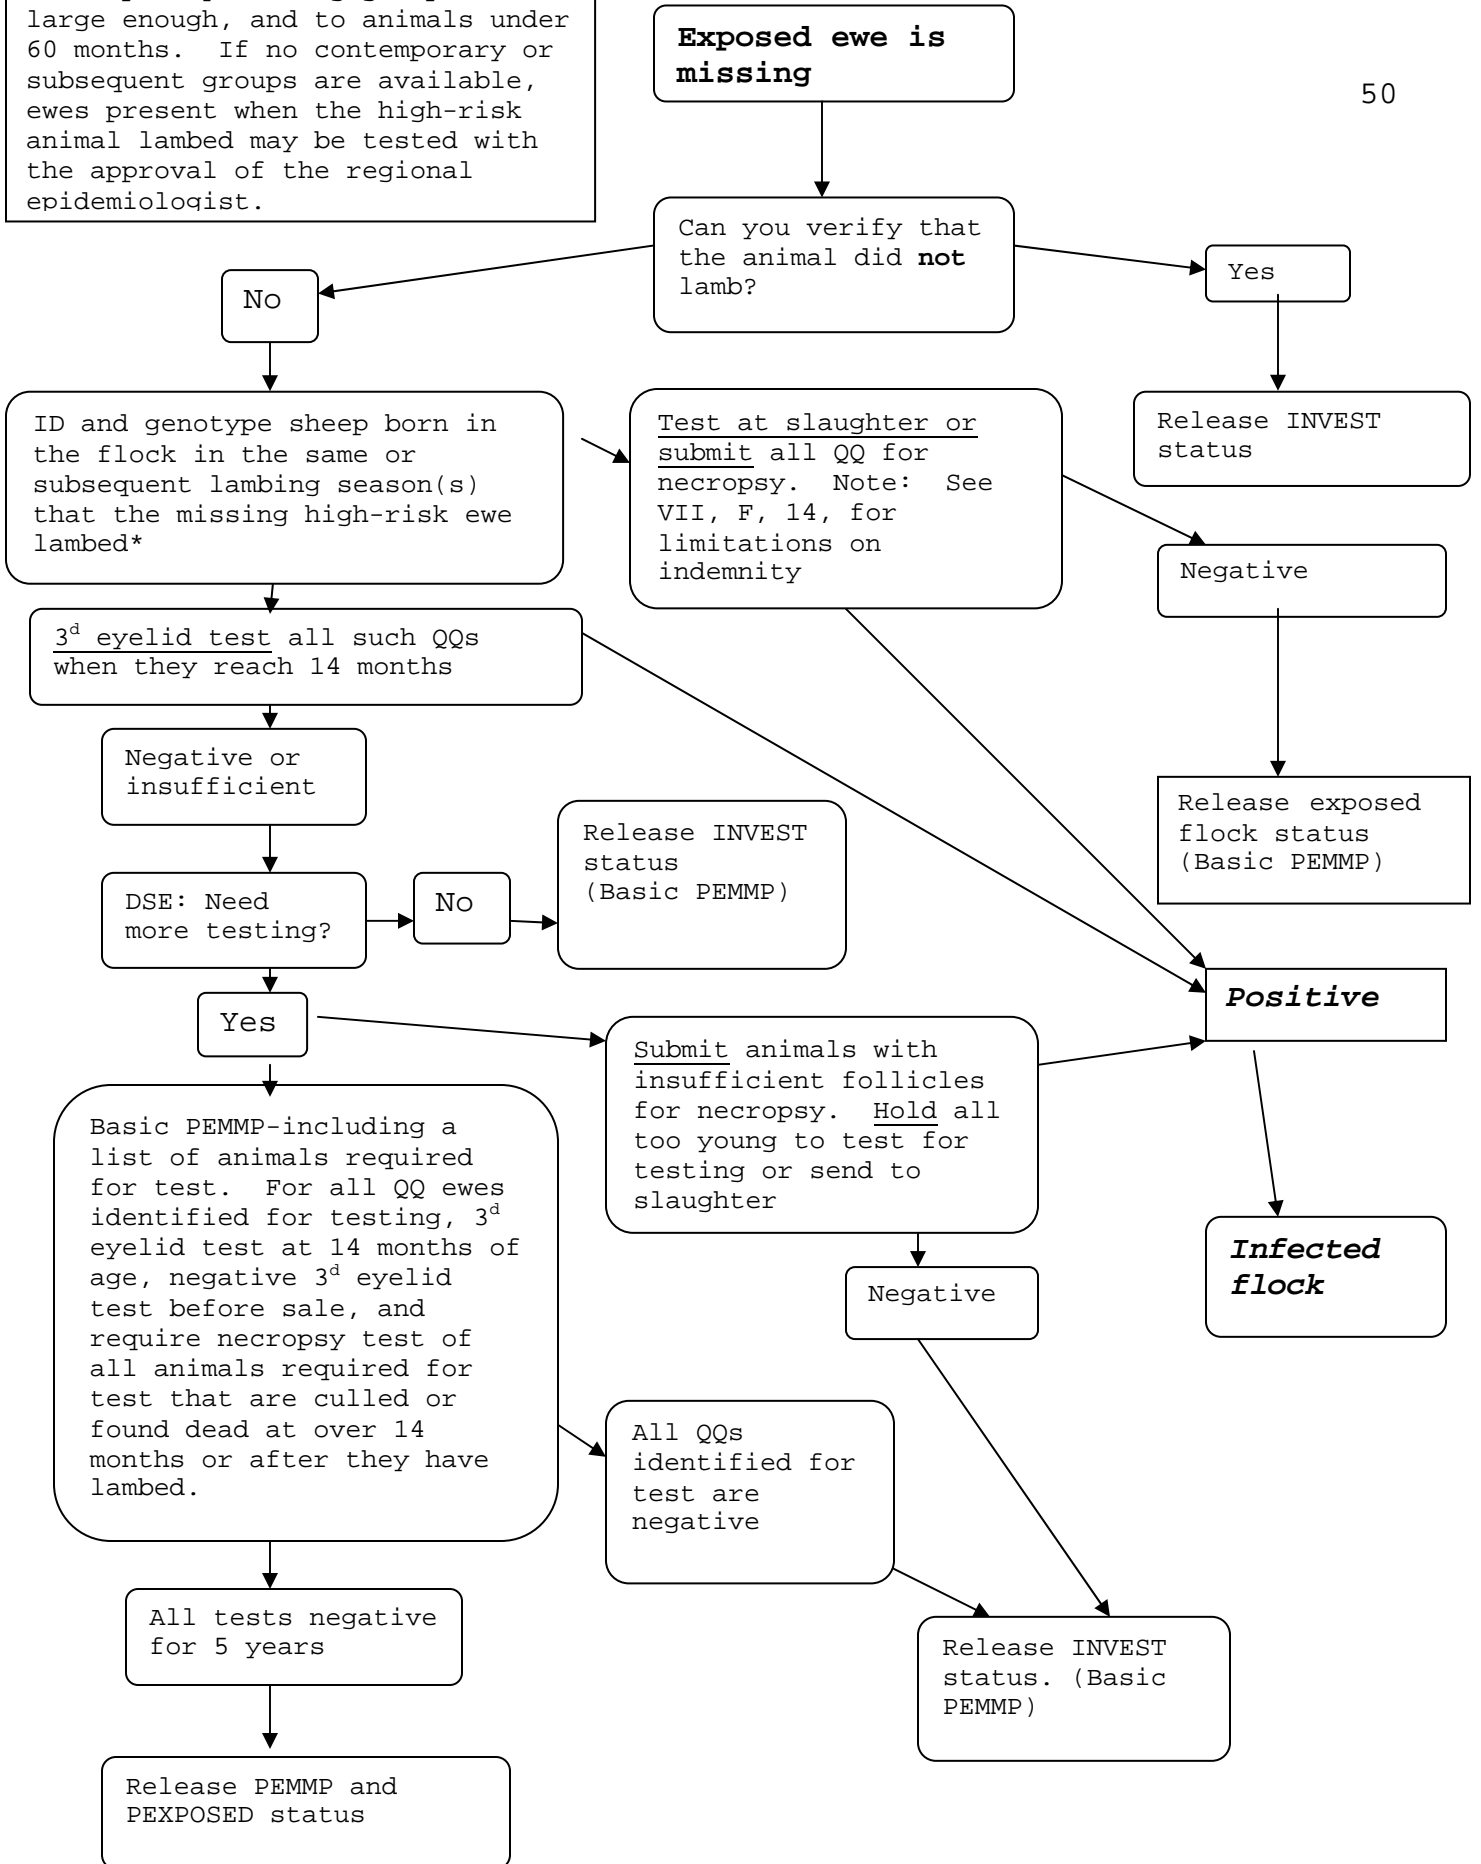 large enough, and to animals under
60 months.  If no contemporary or
subsequent groups are available,
ewes present when the high-risk
animal lambed may be tested with
the approval of the regional
epidemiologist.
Exposed ewe is
missing
50
Can you verify that
the animal did not
lamb?
No
Yes
ID and genotype sheep born in
the flock in the same or
subsequent lambing season(s)
that the missing high-risk ewe
lambed*
Test at slaughter or
submit all QQ for
necropsy.  Note:  See
VII, F, 14, for
limitations on
indemnity
Release INVEST
status
Negative
3d eyelid test all such QQs
when they reach 14 months
Negative or
insufficient
Release exposed
flock status
(Basic PEMMP)
Release INVEST
status
(Basic PEMMP)
DSE: Need
more testing?
No
Positive
Yes
Submit animals with
insufficient follicles
for necropsy.  Hold all
too young to test for
testing or send to
slaughter
Basic PEMMP-including a
list of animals required
for test.  For all QQ ewes
identified for testing, 3d
eyelid test at 14 months of
age, negative 3d eyelid
test before sale, and
require necropsy test of
all animals required for
test that are culled or
found dead at over 14
months or after they have
lambed.
Infected
flock
Negative
All QQs
identified for
test are
negative
All tests negative
for 5 years
Release INVEST
status. (Basic
PEMMP)
Release PEMMP and
PEXPOSED status